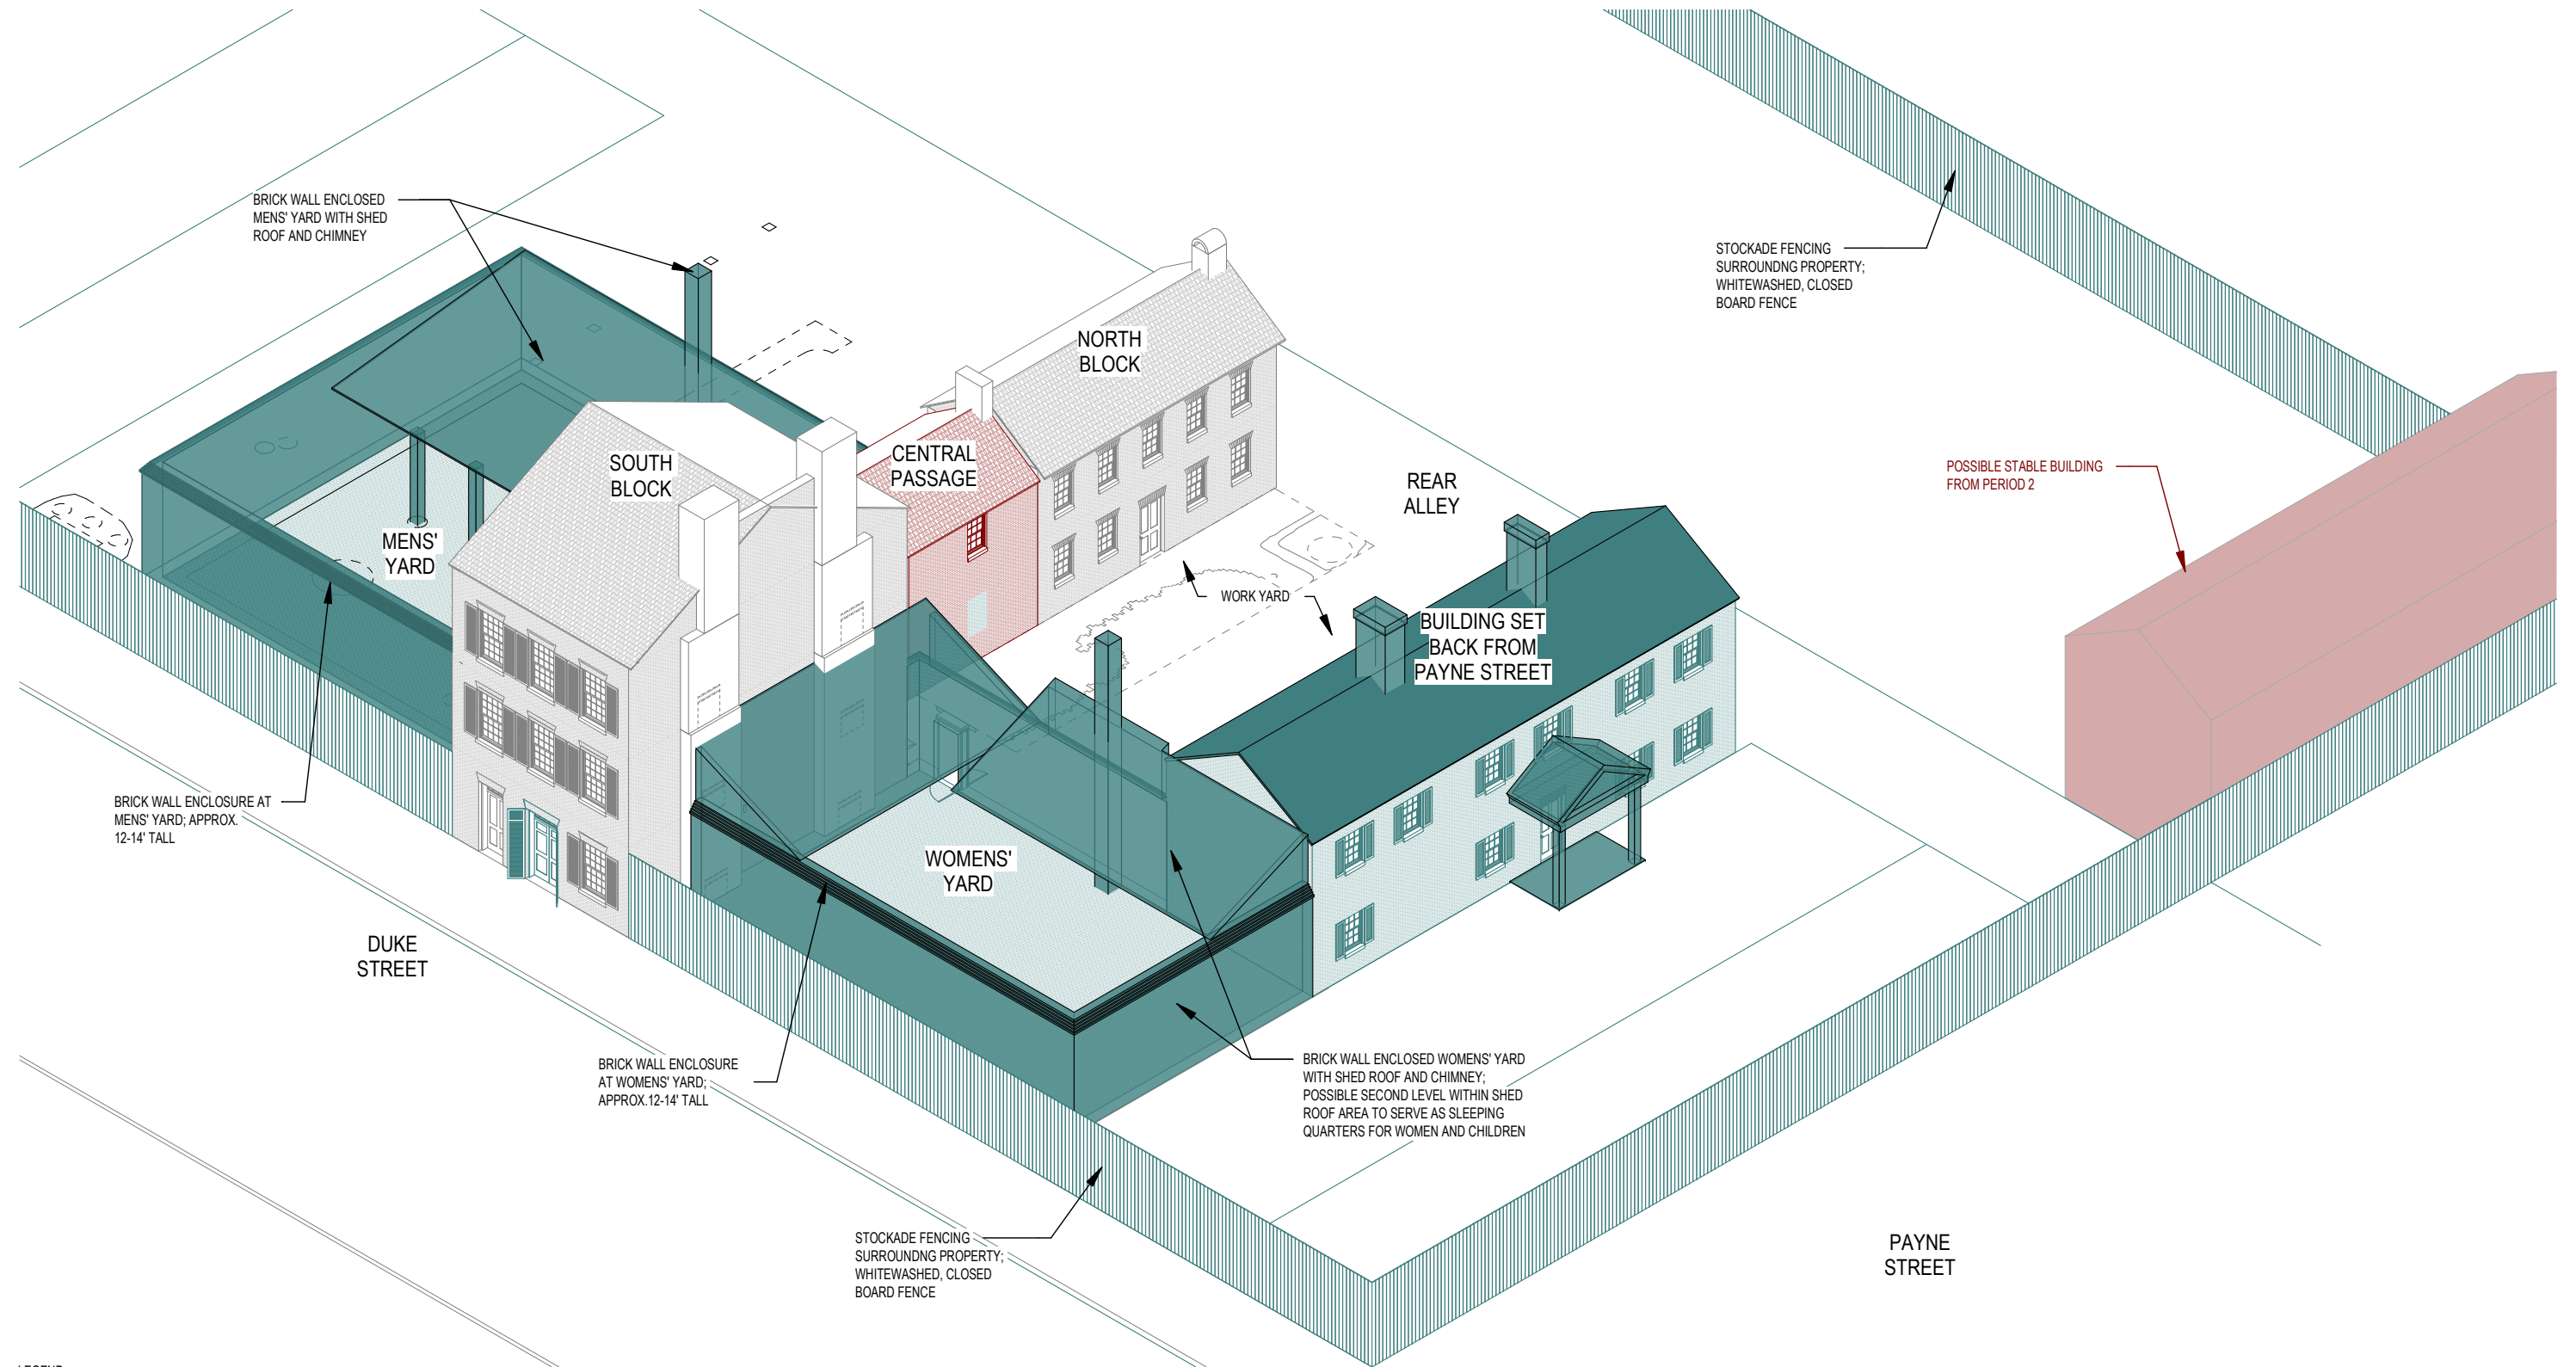 BRICK WALL ENCLOSED
MENS' YARD WITH SHED
ROOF AND CHIMNEY
STOCKADE FENCING
SURROUNDNG PROPERTY;
WHITEWASHED, CLOSED
BOARD FENCE
NORTH
BLOCK
CENTRAL
PASSAGE
SOUTH
BLOCK
REAR
ALLEY
POSSIBLE STABLE BUILDING
FROM PERIOD 2
MENS'
YARD
WORK YARD
BUILDING SET
BACK FROM
PAYNE STREET
BRICK WALL ENCLOSURE AT
MENS' YARD; APPROX.
12-14' TALL
WOMENS'
YARD
DUKE
STREET
BRICK WALL ENCLOSURE
AT WOMENS' YARD;
APPROX.12-14' TALL
BRICK WALL ENCLOSED WOMENS' YARD
WITH SHED ROOF AND CHIMNEY;
POSSIBLE SECOND LEVEL WITHIN SHED
ROOF AREA TO SERVE AS SLEEPING
QUARTERS FOR WOMEN AND CHILDREN
STOCKADE FENCING
SURROUNDNG PROPERTY;
WHITEWASHED, CLOSED
BOARD FENCE
PAYNE
STREET